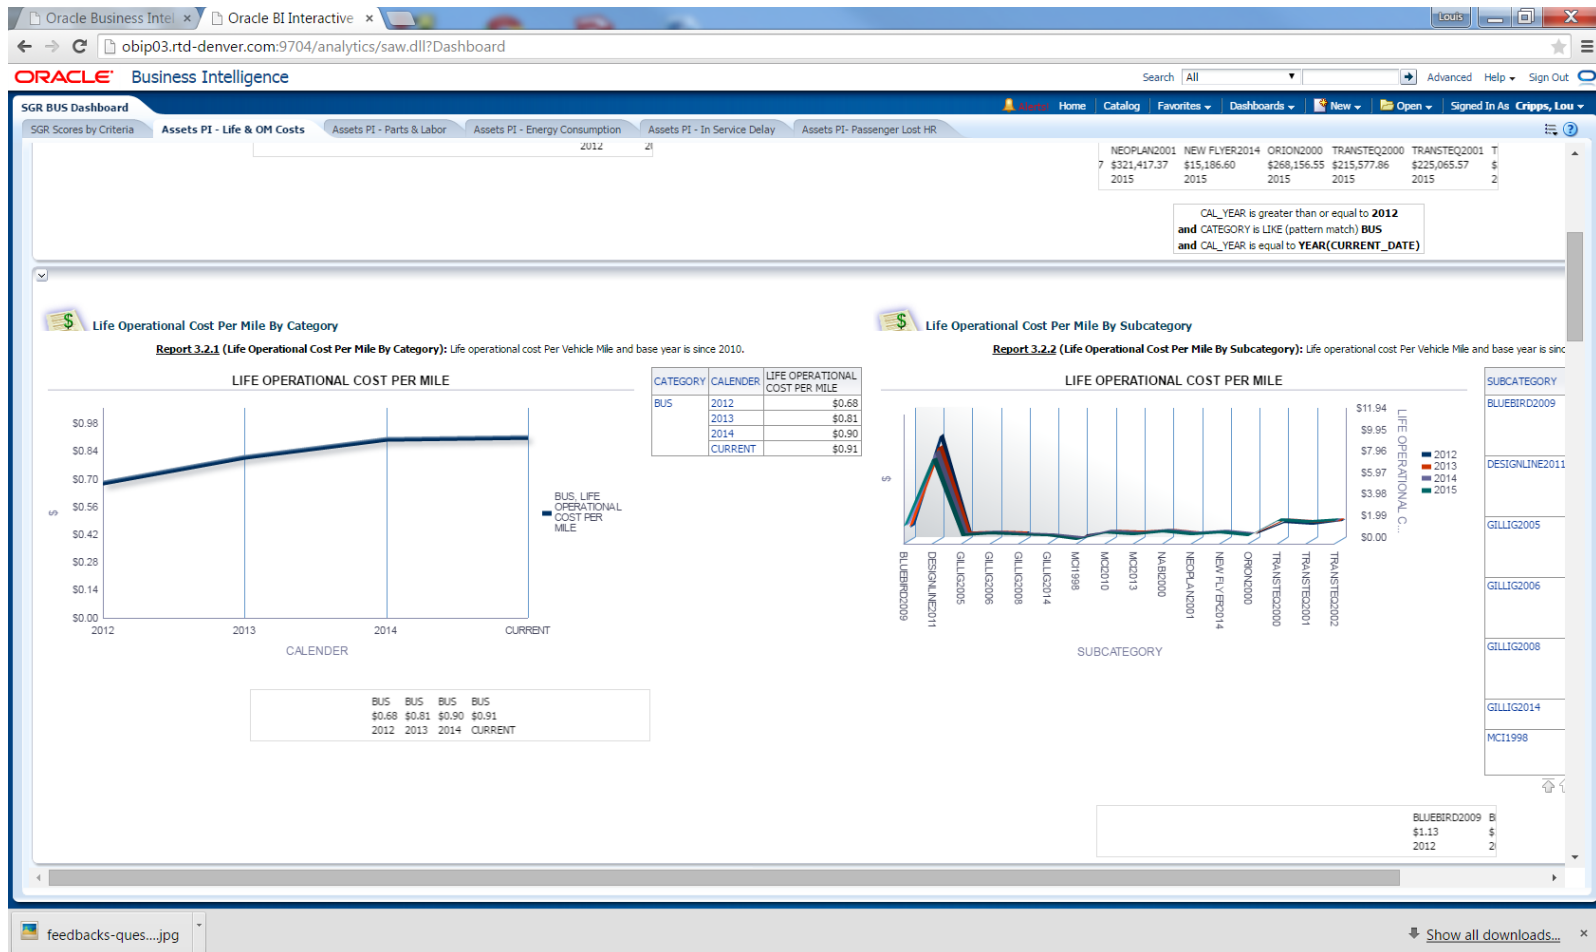 Oracle Business Intel ×
Oracle BI Interactive ×
Louis
obip03.rtd-denver.com:9704/analytics/saw.dll?Dashboard
ORACLE Business Intelligence
Search All Advanced Help Sign Out
SGR BUS Dashboard
Alerts! Home Catalog Favorites Dashboards New Open Signed In As Cripps, Lou
SGR Scores by Criteria Assets PI - Life & OM Costs Assets PI - Parts & Labor Assets PI - Energy Consumption Assets PI - In Service Delay Assets PI- Passenger Lost HR
2012 2
NEOPLAN2001 NEW FLYER2014 ORION2000 TRANSTEQ2000 TRANSTEQ2001 T
7 $321,417.37 $15,186.60 $268,156.55 $215,577.86 $225,065.57 $
2015 2015 2015 2015 2015 2
CAL_YEAR is greater than or equal to 2012
and CATEGORY is LIKE (pattern match) BUS
and CAL_YEAR is equal to YEAR(CURRENT_DATE)
Life Operational Cost Per Mile By Category
Report 3.2.1 (Life Operational Cost Per Mile By Category): Life operational cost Per Vehicle Mile and base year is since 2010.
LIFE OPERATIONAL COST PER MILE
$0.98
$0.84
$0.70
$0.56
$0.42
$0.28
$0.14
$0.00
$
2012 2013 2014 CURRENT
CALENDER
BUS, LIFE
OPERATIONAL
COST PER
MILE
CATEGORY CALENDER LIFE OPERATIONAL
COST PER MILE
BUS 2012 $0.68
2013 $0.81
2014 $0.90
CURRENT $0.91
BUS BUS BUS BUS
$0.68 $0.81 $0.90 $0.91
2012 2013 2014 CURRENT
Life Operational Cost Per Mile By Subcategory
Report 3.2.2 (Life Operational Cost Per Mile By Subcategory): Life operational cost Per Vehicle Mile and base year is sinc
LIFE OPERATIONAL COST PER MILE
$
$11.94
$9.95
$7.96
$5.97
$3.98
$1.99
$0.00
LIFE OPERATIONAL C...
2012
2013
2014
2015
BLUEBIRD2009
DESIGNLINE2011
GILLIG2005
GILLIG2006
GILLIG2008
GILLIG2014
MCI1998
MCI2010
MCI2013
NABI2000
NEOPLAN2001
NEW FLYER2014
ORION2000
TRANSTEQ2000
TRANSTEQ2001
TRANSTEQ2002
SUBCATEGORY
SUBCATEGORY
BLUEBIRD2009
DESIGNLINE2011
GILLIG2005
GILLIG2006
GILLIG2008
GILLIG2014
MCI1998
BLUEBIRD2009 B
$1.13 $
2012 2
feedbacks-ques....jpg
Show all downloads... ×